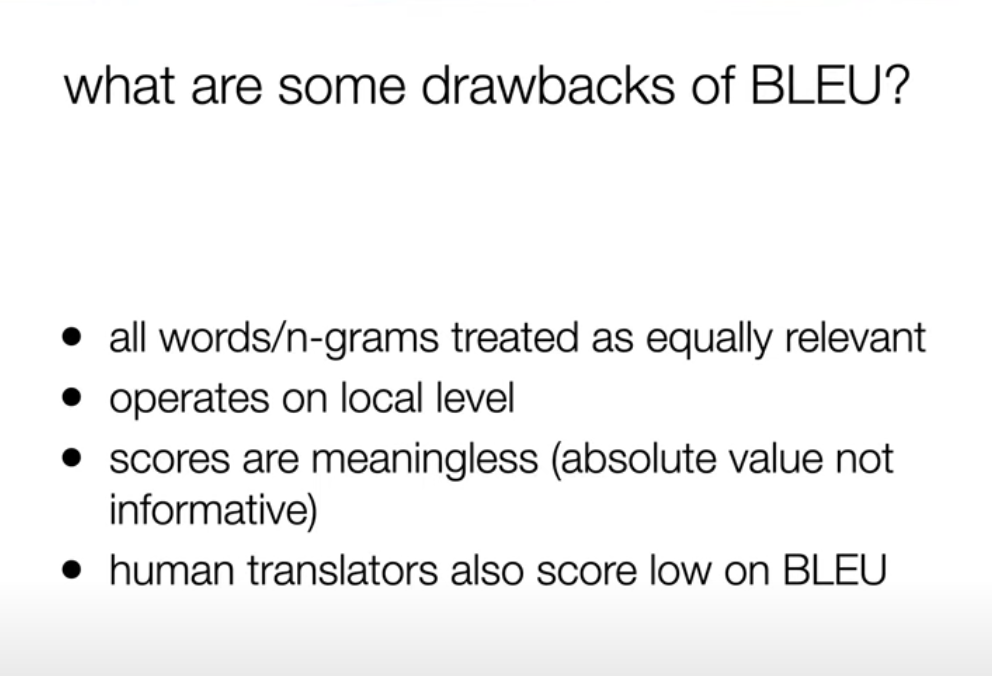 what are some drawbacks of BLEU?
● all words/n-grams treated as equally relevant
● operates on local level
● scores are meaningless (absolute value not
informative)
● human translators also score low on BLEU